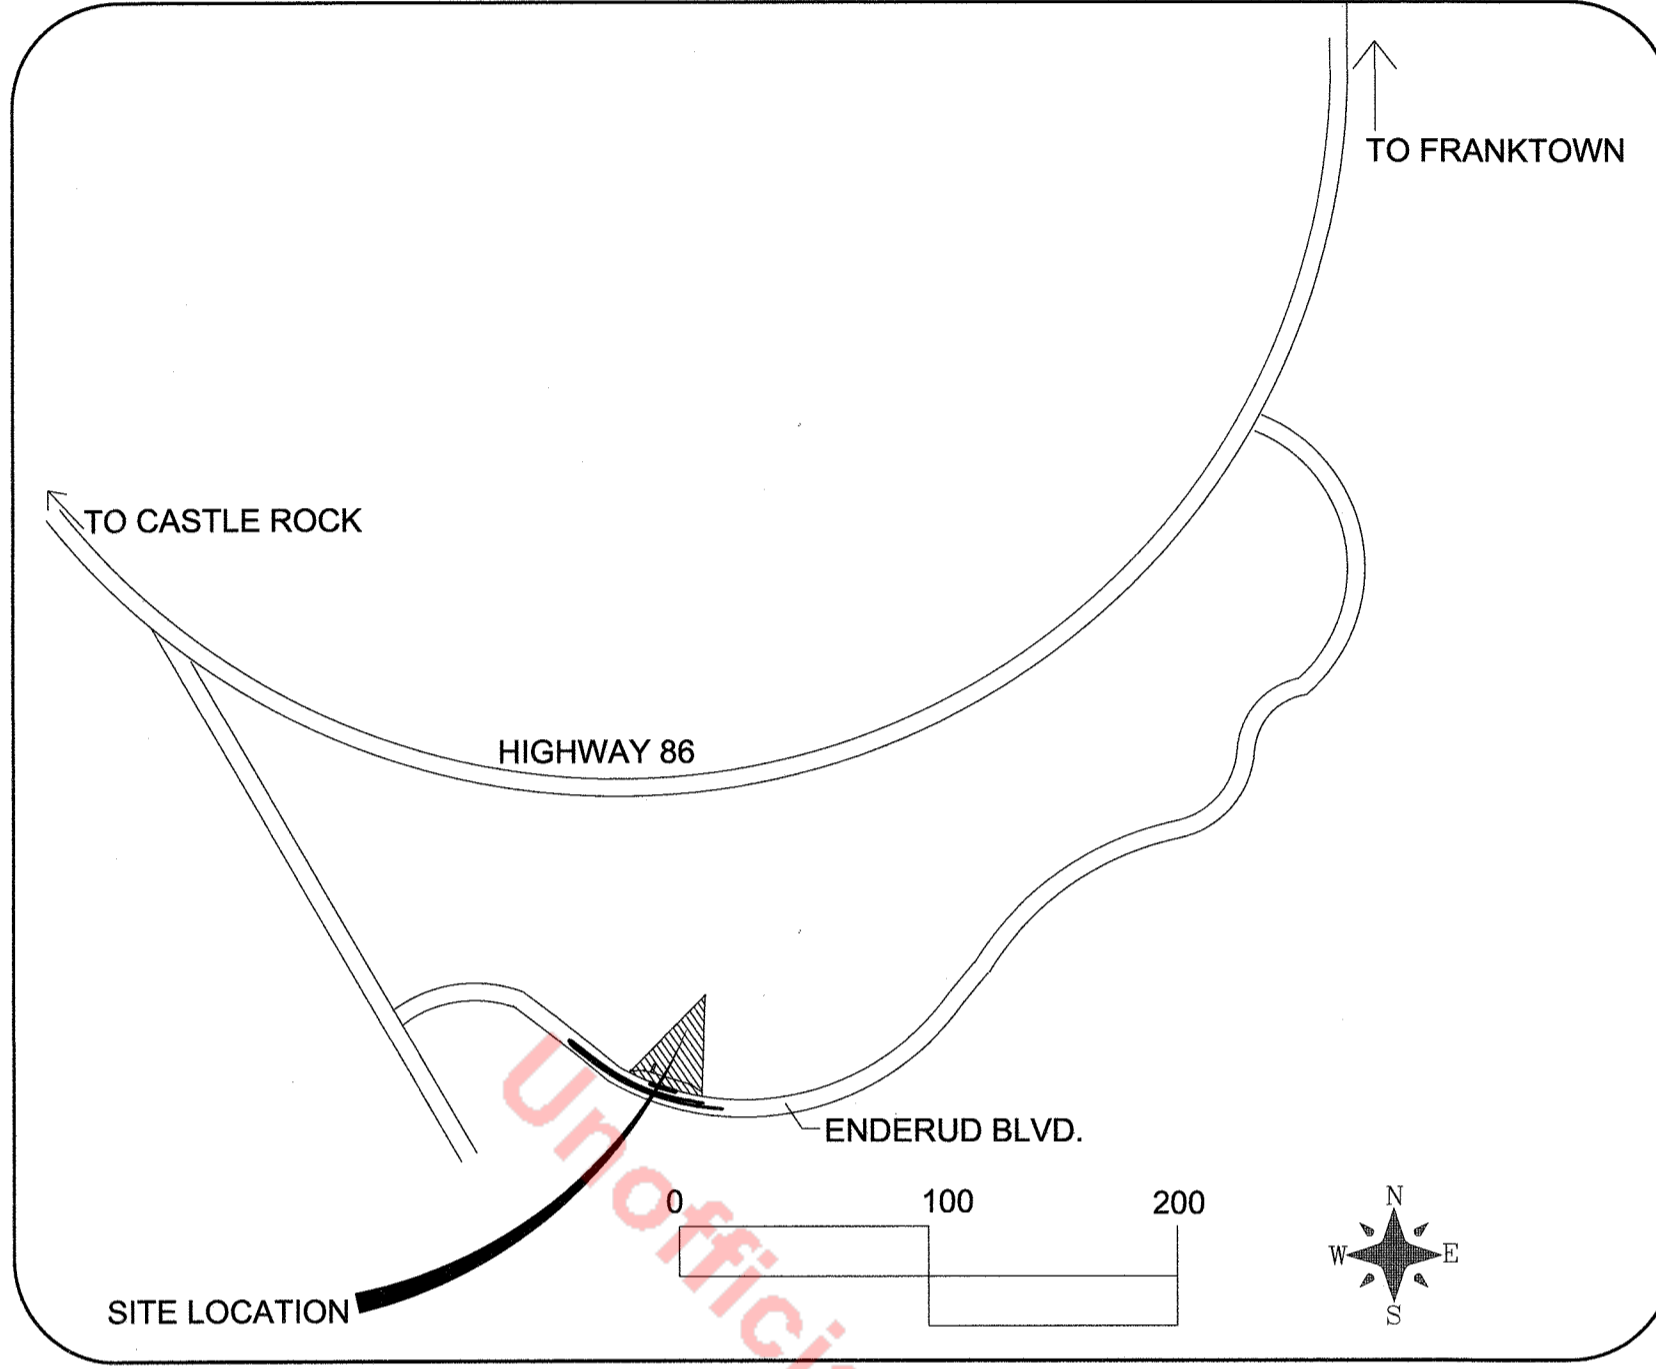 TO FRANKTOWN
TO CASTLE ROCK
HIGHWAY 86
ENDERUD BLVD.
0 100 200
N
W E
S
SITE LOCATION
Unoffici